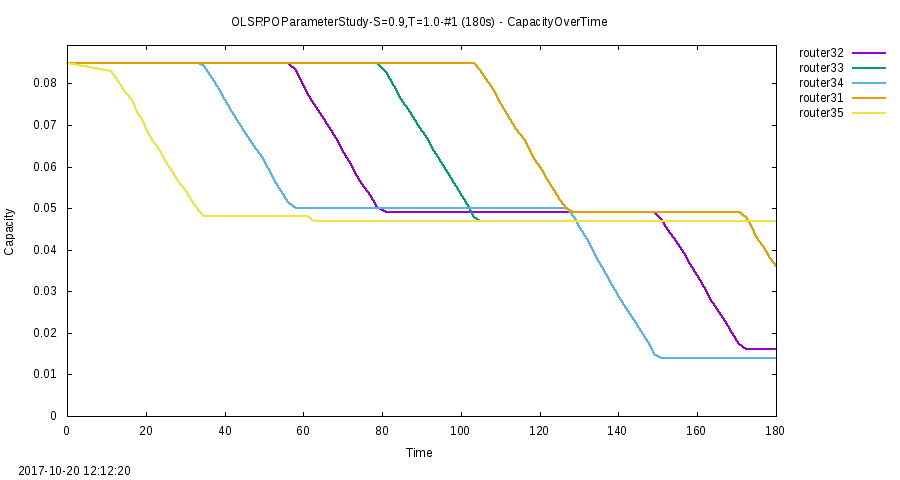 OLSRPOParameterStudy-S=0.9,T=1.0-#1 (180s) - CapacityOverTime
router32
router33
router34
router31
router35
0.08
0.07
0.06
0.05
0.04
0.03
0.02
0.01
0
Capacity
0 20 40 60 80 100 120 140 160 180
Time
2017-10-20 12:12:20